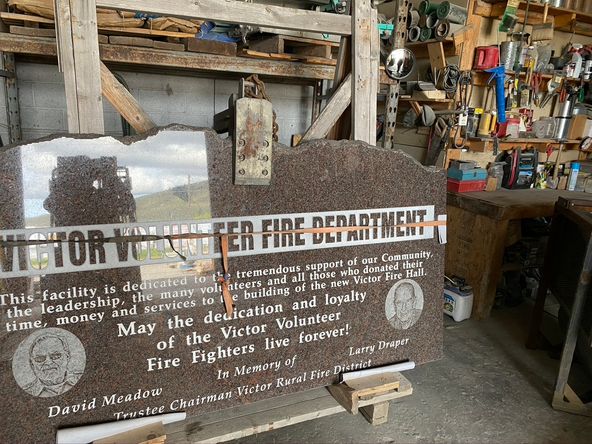 VICTOR VOLUNTEER FIRE DEPARTMENT
This facility is dedicated to the tremendous support of our Community,
the leadership, the many volunteers and all those who donated their
time, money and services to the building of the new Victor Fire Hall.
May the dedication and loyalty
of the Victor Volunteer
Fire Fighters live forever!
In Memory of
David Meadow
Larry Draper
Trustee Chairman Victor Rural Fire District